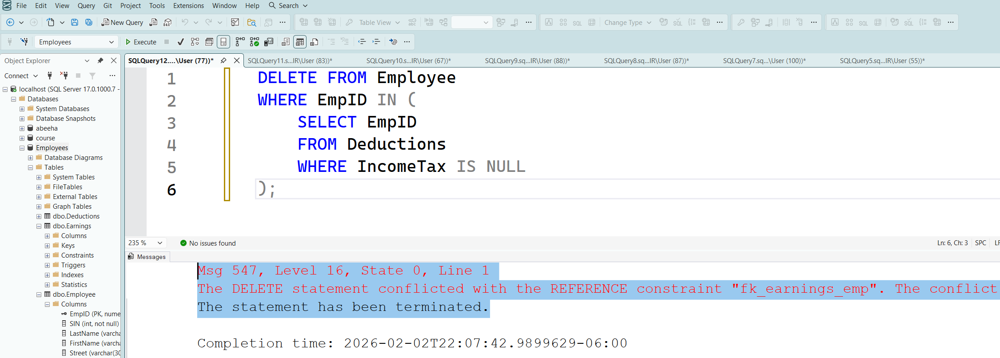 File Edit View Query Git Project Tools Extensions Window Help Search
New Query DAX Table View abc SQL Change Type SQL SQL SQL
Employees Execute
Object Explorer
SQLQuery12....\User (77))* SQLQuery11.s...IR\User (83))* SQLQuery10.s...IR\User (67))* SQLQuery9.sq...IR\User (88))* SQLQuery8.sq...IR\User (87))* SQLQuery7.sq...\User (100))* SQLQuery5.sq...IR\User (55))*
Connect
localhost (SQL Server 17.0.1000.7 -
Databases
System Databases
Database Snapshots
abeeha
course
Employees
Database Diagrams
Tables
System Tables
FileTables
External Tables
Graph Tables
dbo.Deductions
dbo.Earnings
Columns
Keys
Constraints
Triggers
Indexes
Statistics
dbo.Employee
Columns
EmpID (PK, nume
SIN (int, not null)
LastName (varcha
FirstName (varcha
Street (varchar(30
1 DELETE FROM Employee
2 WHERE EmpID IN (
3 SELECT EmpID
4 FROM Deductions
5 WHERE IncomeTax IS NULL
6 );
235 % No issues found Ln: 6, Ch: 3 SPC LF
Messages
Msg 547, Level 16, State 0, Line 1
The DELETE statement conflicted with the REFERENCE constraint "fk_earnings_emp". The conflict
The statement has been terminated.
Completion time: 2026-02-02T22:07:42.9899629-06:00